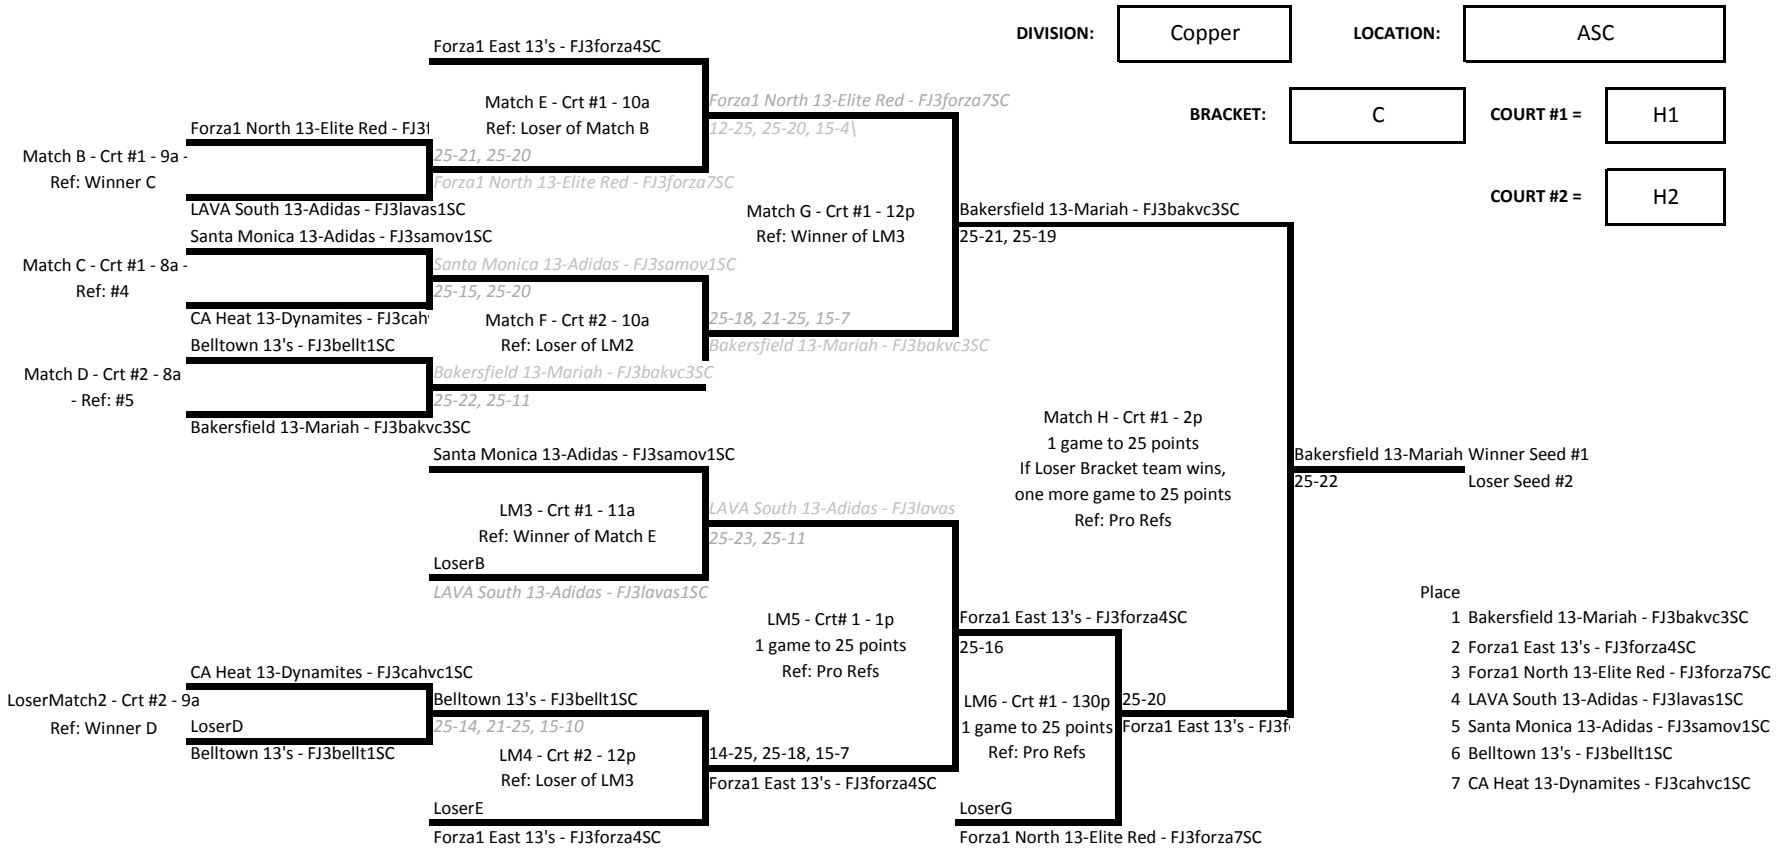 DIVISION: Copper LOCATION: ASC
BRACKET: C COURT #1 = H1
COURT #2 = H2
Forza1 East 13's - FJ3forza4SC
Match E - Crt #1 - 10a
Ref: Loser of Match B
Forza1 North 13-Elite Red - FJ3forza7SC
12-25, 25-20, 15-4\
Forza1 North 13-Elite Red - FJ3f
Match B - Crt #1 - 9a -
Ref: Winner C
25-21, 25-20
Forza1 North 13-Elite Red - FJ3forza7SC
LAVA South 13-Adidas - FJ3lavas1SC
Match G - Crt #1 - 12p
Ref: Winner of LM3
Bakersfield 13-Mariah - FJ3bakvc3SC
25-21, 25-19
Santa Monica 13-Adidas - FJ3samov1SC
Match C - Crt #1 - 8a -
Ref: #4
Santa Monica 13-Adidas - FJ3samov1SC
25-15, 25-20
CA Heat 13-Dynamites - FJ3cah
Match F - Crt #2 - 10a
Ref: Loser of LM2
25-18, 21-25, 15-7
Bakersfield 13-Mariah - FJ3bakvc3SC
Belltown 13's - FJ3bellt1SC
Match D - Crt #2 - 8a
- Ref: #5
Bakersfield 13-Mariah - FJ3bakvc3SC
25-22, 25-11
Bakersfield 13-Mariah - FJ3bakvc3SC
Match H - Crt #1 - 2p
1 game to 25 points
If Loser Bracket team wins,
one more game to 25 points
Ref: Pro Refs
Bakersfield 13-Mariah Winner Seed #1
25-22 Loser Seed #2
Santa Monica 13-Adidas - FJ3samov1SC
LM3 - Crt #1 - 11a
Ref: Winner of Match E
LAVA South 13-Adidas - FJ3lavas
25-23, 25-11
LoserB
LAVA South 13-Adidas - FJ3lavas1SC
LM5 - Crt# 1 - 1p
1 game to 25 points
Ref: Pro Refs
Forza1 East 13's - FJ3forza4SC
25-16
CA Heat 13-Dynamites - FJ3cahvc1SC
LoserMatch2 - Crt #2 - 9a
Ref: Winner D
LoserD
Belltown 13's - FJ3bellt1SC
Belltown 13's - FJ3bellt1SC
25-14, 21-25, 15-10
LM4 - Crt #2 - 12p
Ref: Loser of LM3
14-25, 25-18, 15-7
Forza1 East 13's - FJ3forza4SC
LoserE
Forza1 East 13's - FJ3forza4SC
LM6 - Crt #1 - 130p
1 game to 25 points
Ref: Pro Refs
25-20
Forza1 East 13's - FJ3f
LoserG
Forza1 North 13-Elite Red - FJ3forza7SC
Place
1 Bakersfield 13-Mariah - FJ3bakvc3SC
2 Forza1 East 13's - FJ3forza4SC
3 Forza1 North 13-Elite Red - FJ3forza7SC
4 LAVA South 13-Adidas - FJ3lavas1SC
5 Santa Monica 13-Adidas - FJ3samov1SC
6 Belltown 13's - FJ3bellt1SC
7 CA Heat 13-Dynamites - FJ3cahvc1SC